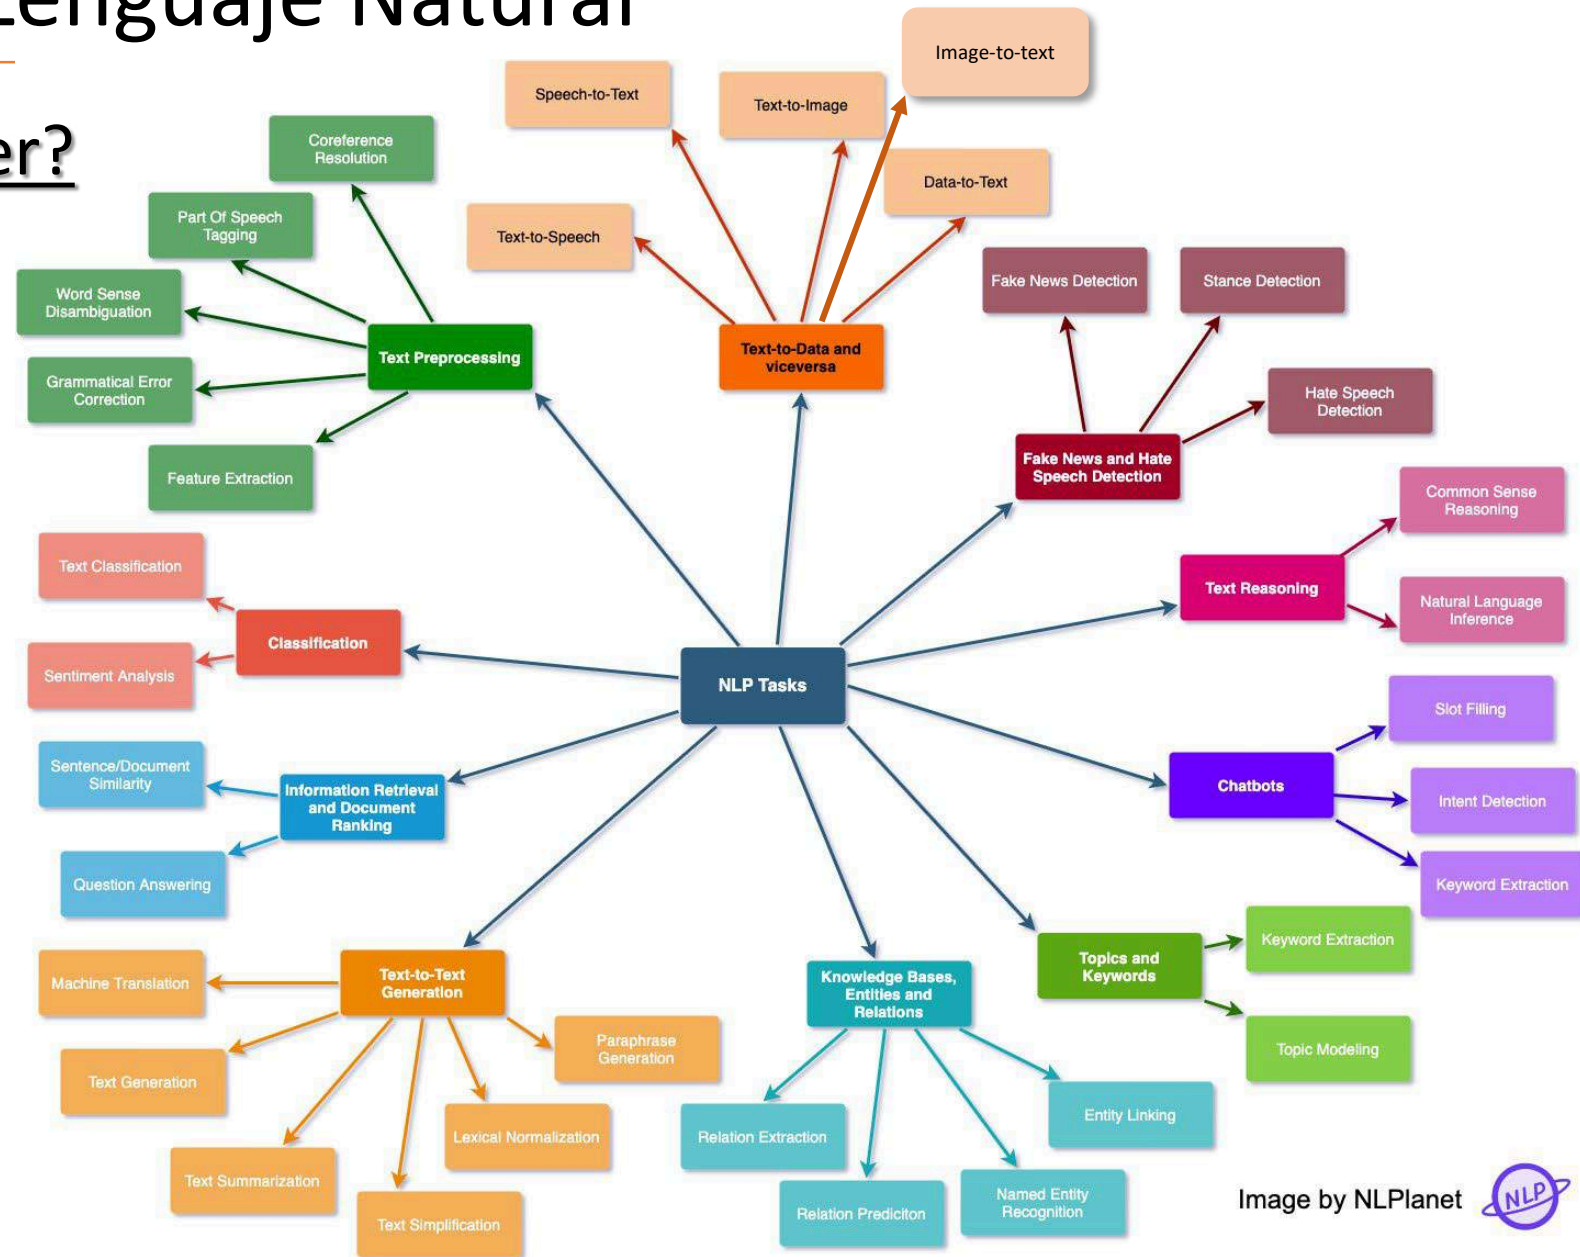 Lenguaje Natural
er?
Image-to-text
Speech-to-Text
Text-to-Image
Data-to-Text
Text-to-Speech
Text-to-Data and
viceversa
Coreference
Resolution
Part Of Speech
Tagging
Word Sense
Disambiguation
Grammatical Error
Correction
Feature Extraction
Text Preprocessing
Fake News Detection
Stance Detection
Hate Speech
Detection
Fake News and Hate
Speech Detection
Common Sense
Reasoning
Text Reasoning
Natural Language
Inference
Text Classification
Classification
Sentiment Analysis
NLP Tasks
Slot Filling
Chatbots
Intent Detection
Keyword Extraction
Sentence/Document
Similarity
Information Retrieval
and Document
Ranking
Question Answering
Keyword Extraction
Topics and
Keywords
Topic Modeling
Machine Translation
Text-to-Text
Generation
Paraphrase
Generation
Text Generation
Lexical Normalization
Text Summarization
Text Simplification
Knowledge Bases,
Entities and
Relations
Entity Linking
Relation Extraction
Named Entity
Recognition
Relation Prediciton
Image by NLPlanet
NLP